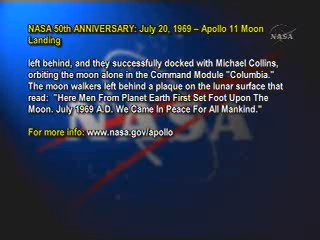 NASA 50th ANNIVERSARY: July 20, 1969 – Apollo 11 Moon
Landing
NASA
left behind, and they successfully docked with Michael Collins,
orbiting the moon alone in the Command Module "Columbia."
The moon walkers left behind a plaque on the lunar surface that
read:  "Here Men From Planet Earth First Set Foot Upon The
Moon. July 1969 A.D. We Came In Peace For All Mankind."
For more info: www.nasa.gov/apollo
NASA